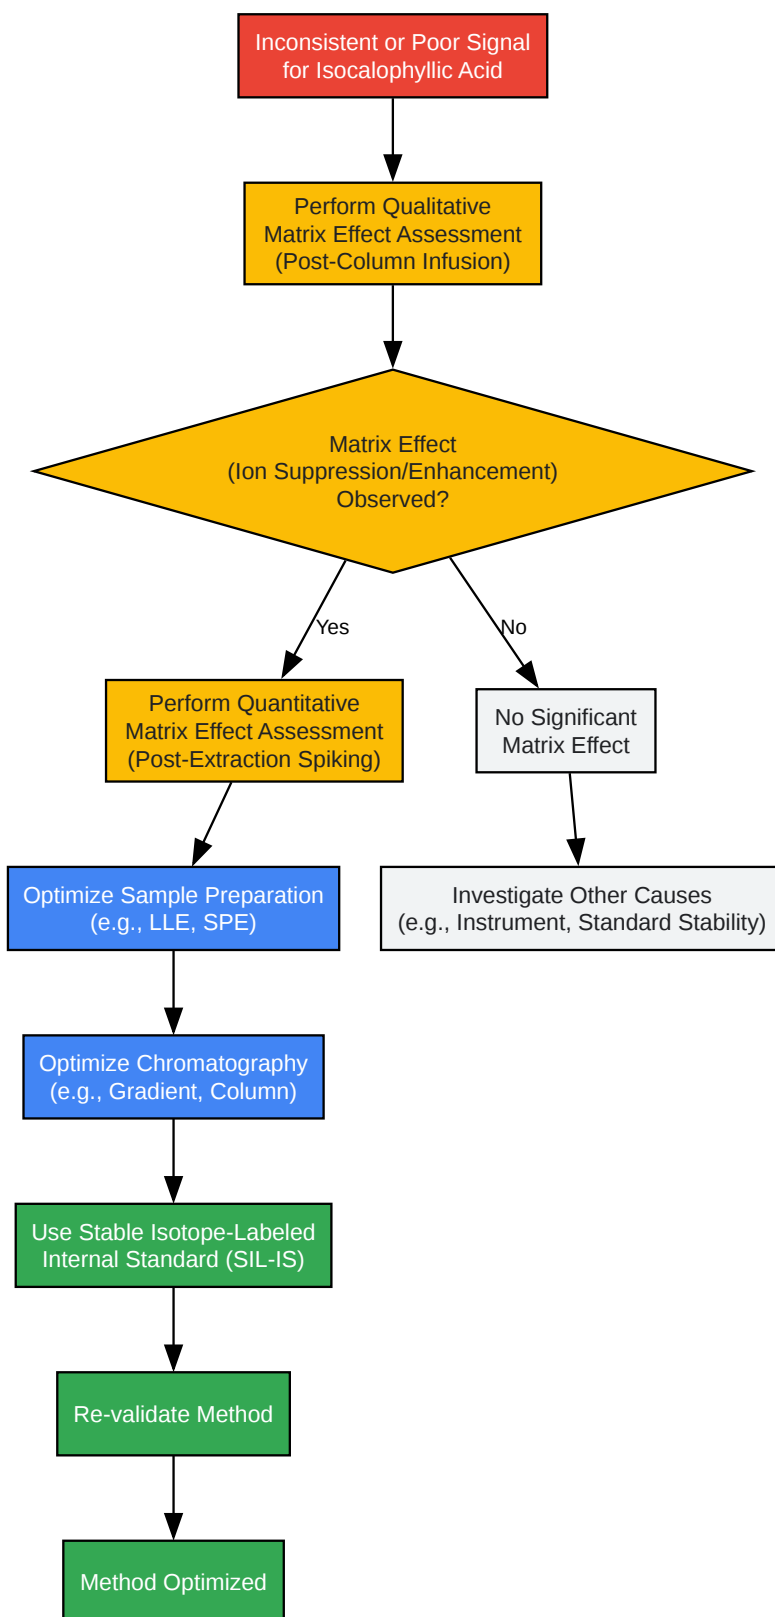 Inconsistent or Poor Signal
for Isocalophyllic Acid
Perform Qualitative
Matrix Effect Assessment
(Post-Column Infusion)
Matrix Effect
(Ion Suppression/Enhancement)
Observed?
Yes
No
Perform Quantitative
Matrix Effect Assessment
(Post-Extraction Spiking)
No Significant
Matrix Effect
Optimize Sample Preparation
(e.g., LLE, SPE)
Investigate Other Causes
(e.g., Instrument, Standard Stability)
Optimize Chromatography
(e.g., Gradient, Column)
Use Stable Isotope-Labeled
Internal Standard (SIL-IS)
Re-validate Method
Method Optimized